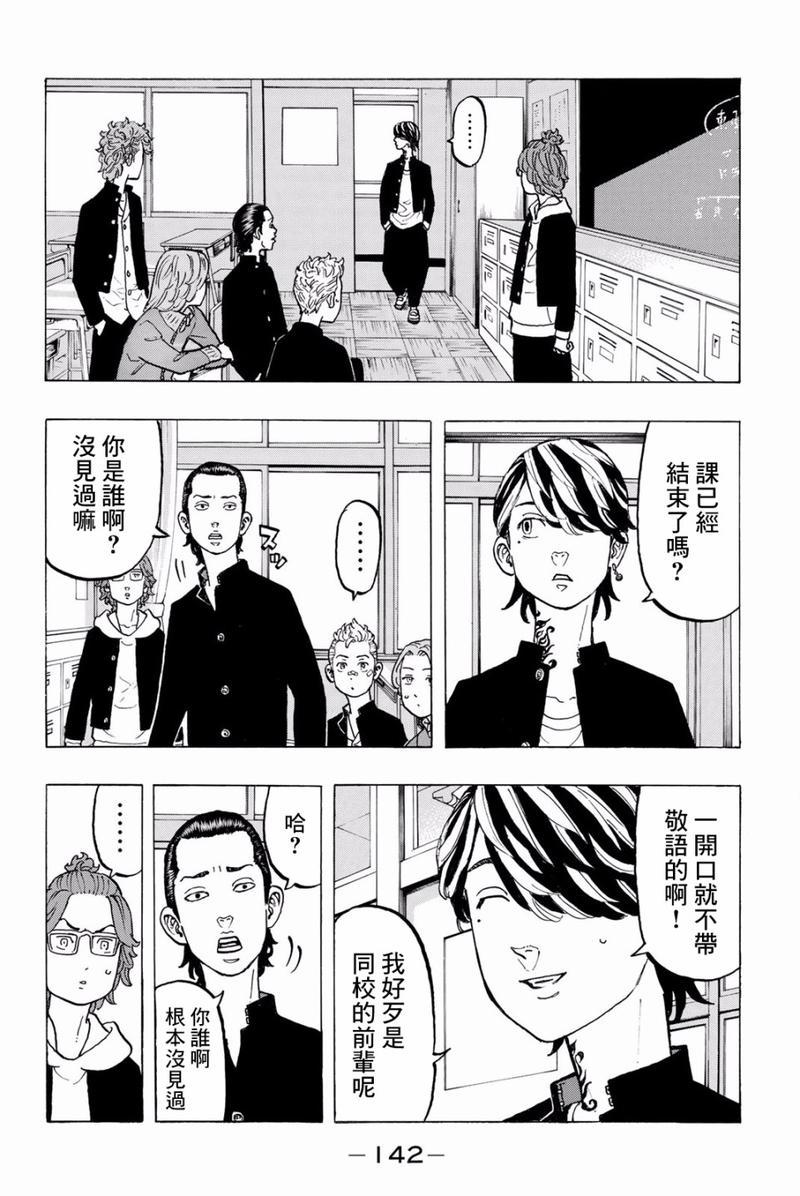 ……
課已經
結束了嗎？
……
スッ
你是誰啊？
沒見過嘛
一開口就不帶
敬語的啊！
我好歹是
同校的前輩呢
哈？
你誰啊
根本沒見過
……
—142—